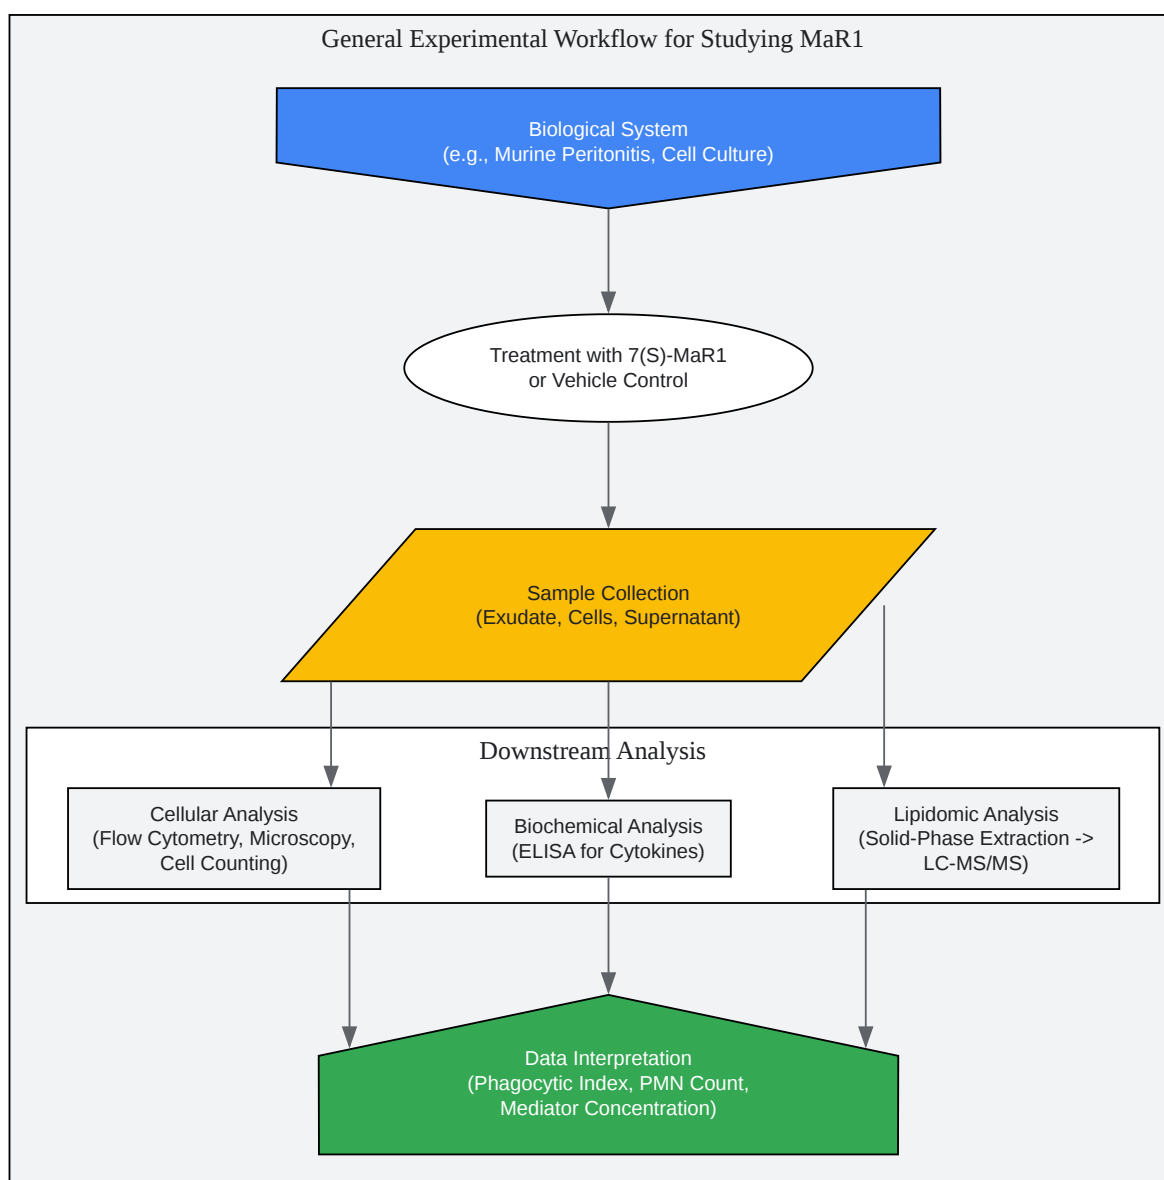 General Experimental Workflow for Studying MaR1
Biological System
(e.g., Murine Peritonitis, Cell Culture)
Treatment with 7(S)-MaR1
or Vehicle Control
Sample Collection
(Exudate, Cells, Supernatant)
Downstream Analysis
Cellular Analysis
(Flow Cytometry, Microscopy,
Cell Counting)
Biochemical Analysis
(ELISA for Cytokines)
Lipidomic Analysis
(Solid-Phase Extraction ->
LC-MS/MS)
Data Interpretation
(Phagocytic Index, PMN Count,
Mediator Concentration)